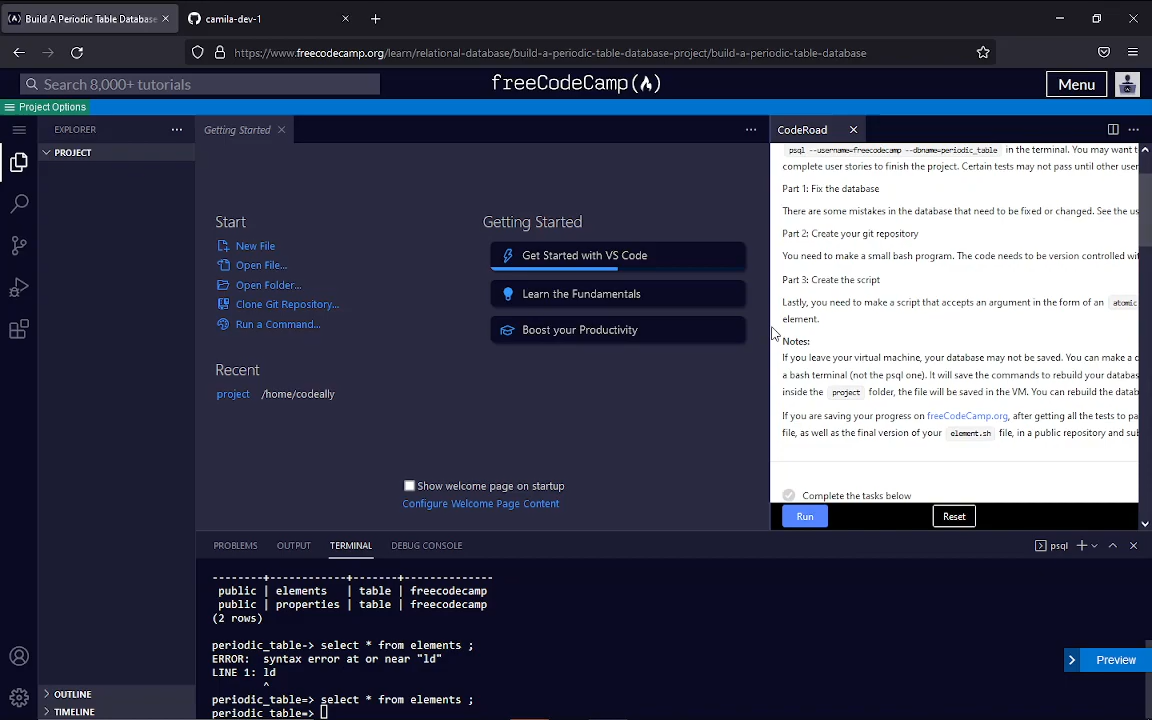 Build A Periodic Table Database
camila-dev-1
https://www.freecodecamp.org/learn/relational-database/build-a-periodic-table-database-project/build-a-periodic-table-database
Search 8,000+ tutorials
freeCodeCamp
Menu
Project Options
EXPLORER
Getting Started
CodeRoad
PROJECT
psql --username=freecodecamp --dbname=periodic_table in the terminal. You may want t
complete user stories to finish the project. Certain tests may not pass until other user
Part 1: Fix the database
There are some mistakes in the database that need to be fixed or changed. See the us
Part 2: Create your git repository
You need to make a small bash program. The code needs to be version controlled wit
Part 3: Create the script
Lastly, you need to make a script that accepts an argument in the form of an atomic
element.
Notes:
If you leave your virtual machine, your database may not be saved. You can make a d
a bash terminal (not the psql one). It will save the commands to rebuild your databas
inside the project folder, the file will be saved in the VM. You can rebuild the datab
If you are saving your progress on freeCodeCamp.org, after getting all the tests to pa
file, as well as the final version of your element.sh file, in a public repository and sub
Complete the tasks below
Run
Reset
Start
New File
Open File...
Open Folder...
Clone Git Repository...
Run a Command...
Recent
project /home/codeally
Getting Started
Get Started with VS Code
Learn the Fundamentals
Boost your Productivity
Show welcome page on startup
Configure Welcome Page Content
PROBLEMS
OUTPUT
TERMINAL
DEBUG CONSOLE
psql
--------+------------+-------+--------------
public | elements | table | freecodecamp
public | properties | table | freecodecamp
(2 rows)
periodic_table-> select * from elements ;
ERROR: syntax error at or near "ld"
LINE 1: ld
^
periodic_table=> select * from elements ;
periodic_table=>
Preview
OUTLINE
TIMELINE